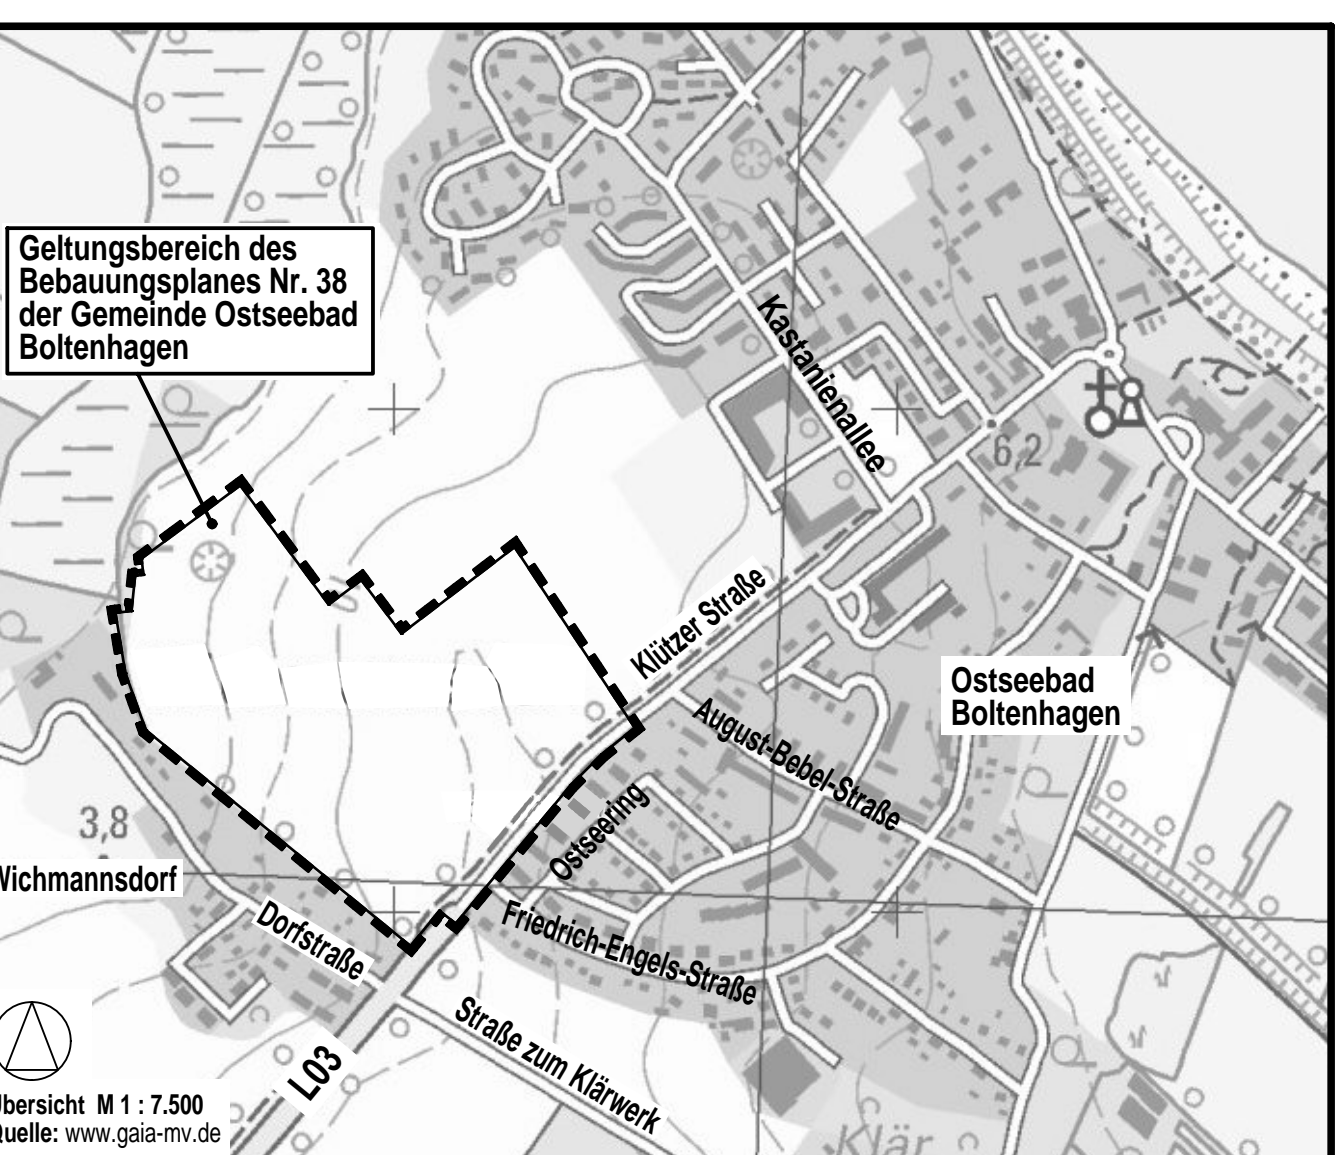 Geltungsbereich des
Bebauungsplanes Nr. 38
der Gemeinde Ostseebad
Boltenhagen
Kastanienallee
6,2
Klützer Straße
Ostseebad
Boltenhagen
August-Bebel-Straße
Ostseering
3,8
Wichmannsdorf
Dorfstraße
Friedrich-Engels-Straße
Straße zum Klärwerk
L03
Übersicht M 1 : 7.500
Quelle: www.gaia-mv.de
Klär